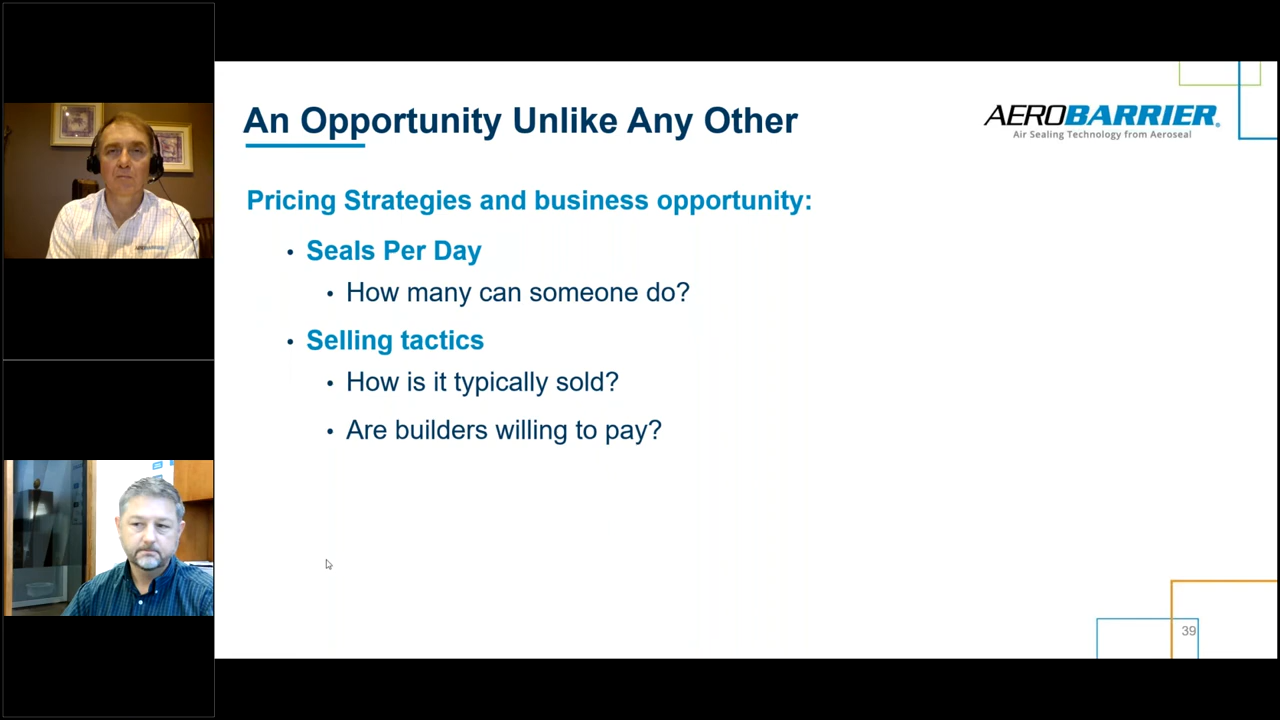 An Opportunity Unlike Any Other
AEROBARRIER®
Air Sealing Technology from Aeroseal
Pricing Strategies and business opportunity:
• Seals Per Day
• How many can someone do?
• Selling tactics
• How is it typically sold?
• Are builders willing to pay?
39
AEROBARRIER